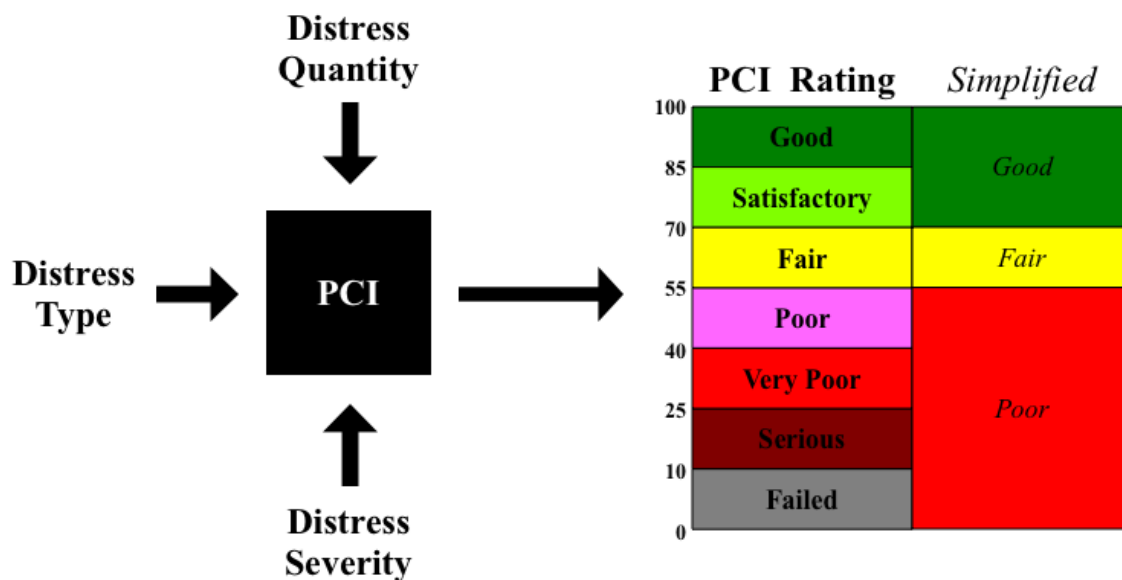 Distress
Quantity
Distress
Type
PCI
Distress
Severity
PCI Rating
Simplified
100
Good
Good
85
Satisfactory
70
Fair
Fair
55
Poor
40
Very Poor
Poor
25
Serious
10
Failed
0